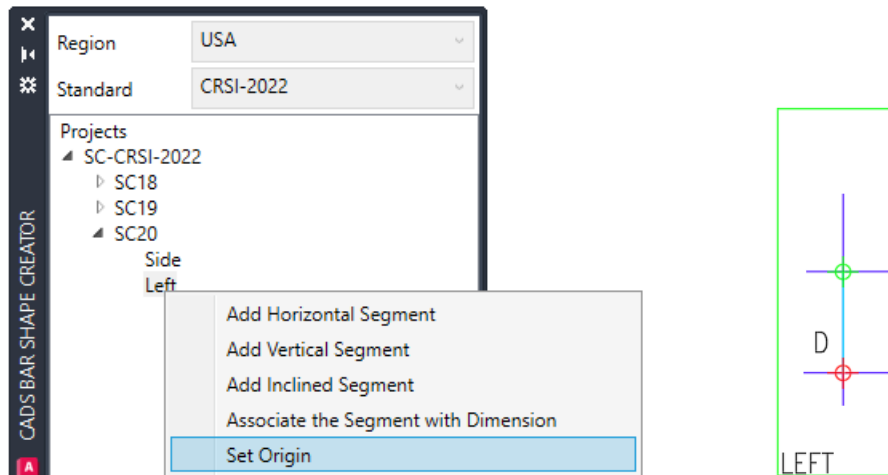 Region
USA
Standard
CRSI-2022
Projects
SC-CRSI-2022
SC18
SC19
SC20
Side
Left
Add Horizontal Segment
Add Vertical Segment
Add Inclined Segment
Associate the Segment with Dimension
Set Origin
CADS BAR SHAPE CREATOR
A
D
LEFT